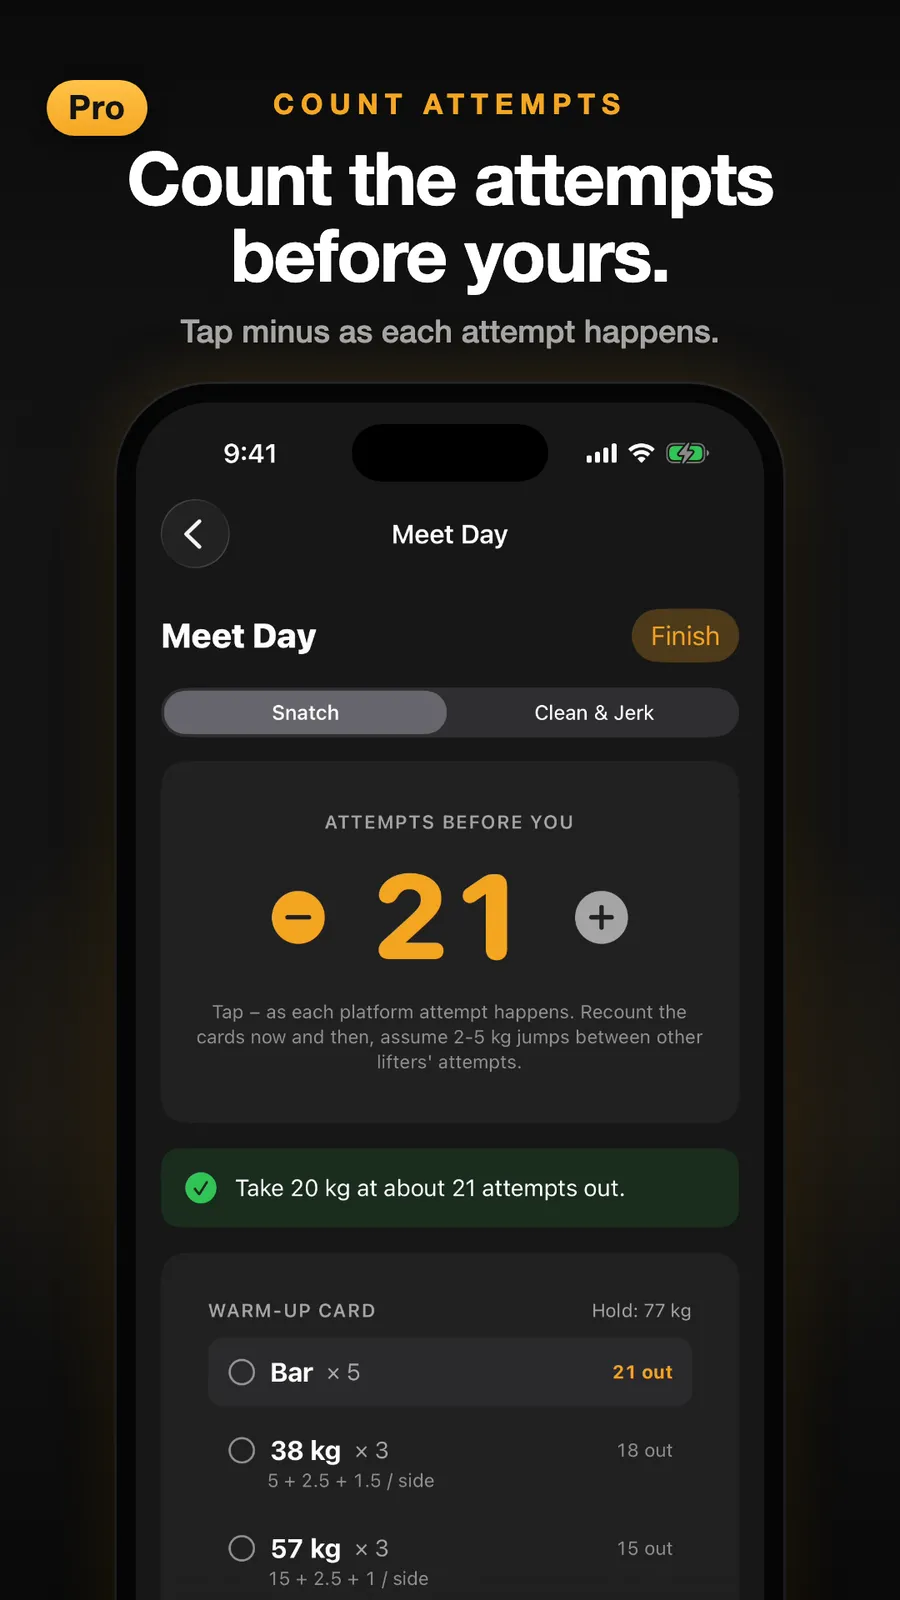 Pro
COUNT ATTEMPTS
Count the attempts
before yours.
Tap minus as each attempt happens.
9:41
Meet Day
Meet Day
Finish
Snatch
Clean & Jerk
ATTEMPTS BEFORE YOU
− 21 +
Tap – as each platform attempt happens. Recount the
cards now and then, assume 2-5 kg jumps between other
lifters' attempts.
Take 20 kg at about 21 attempts out.
WARM-UP CARD
Hold: 77 kg
Bar × 5
21 out
38 kg × 3
18 out
5 + 2.5 + 1.5 / side
57 kg × 3
15 out
15 + 2.5 + 1 / side